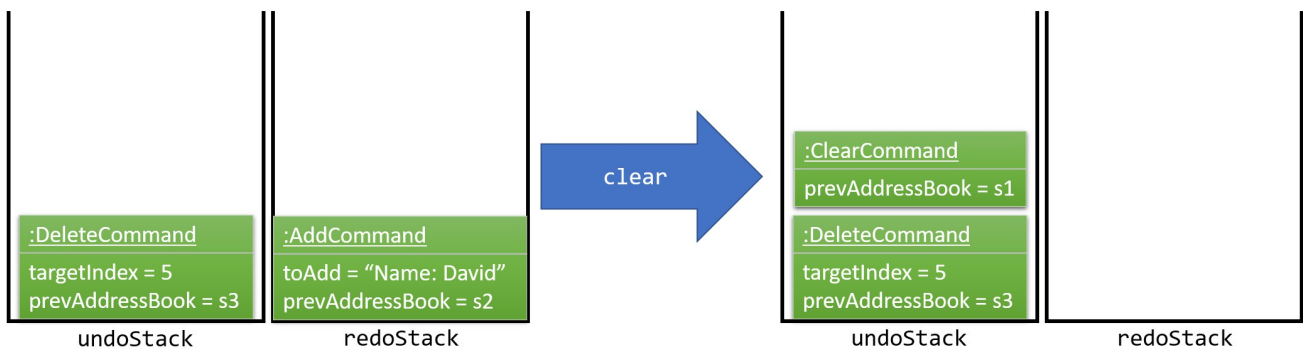 :DeleteCommand
targetIndex = 5
prevAddressBook = s3
undoStack
:AddCommand
toAdd = “Name: David”
prevAddressBook = s2
redoStack
clear
:ClearCommand
prevAddressBook = s1
:DeleteCommand
targetIndex = 5
prevAddressBook = s3
undoStack
redoStack